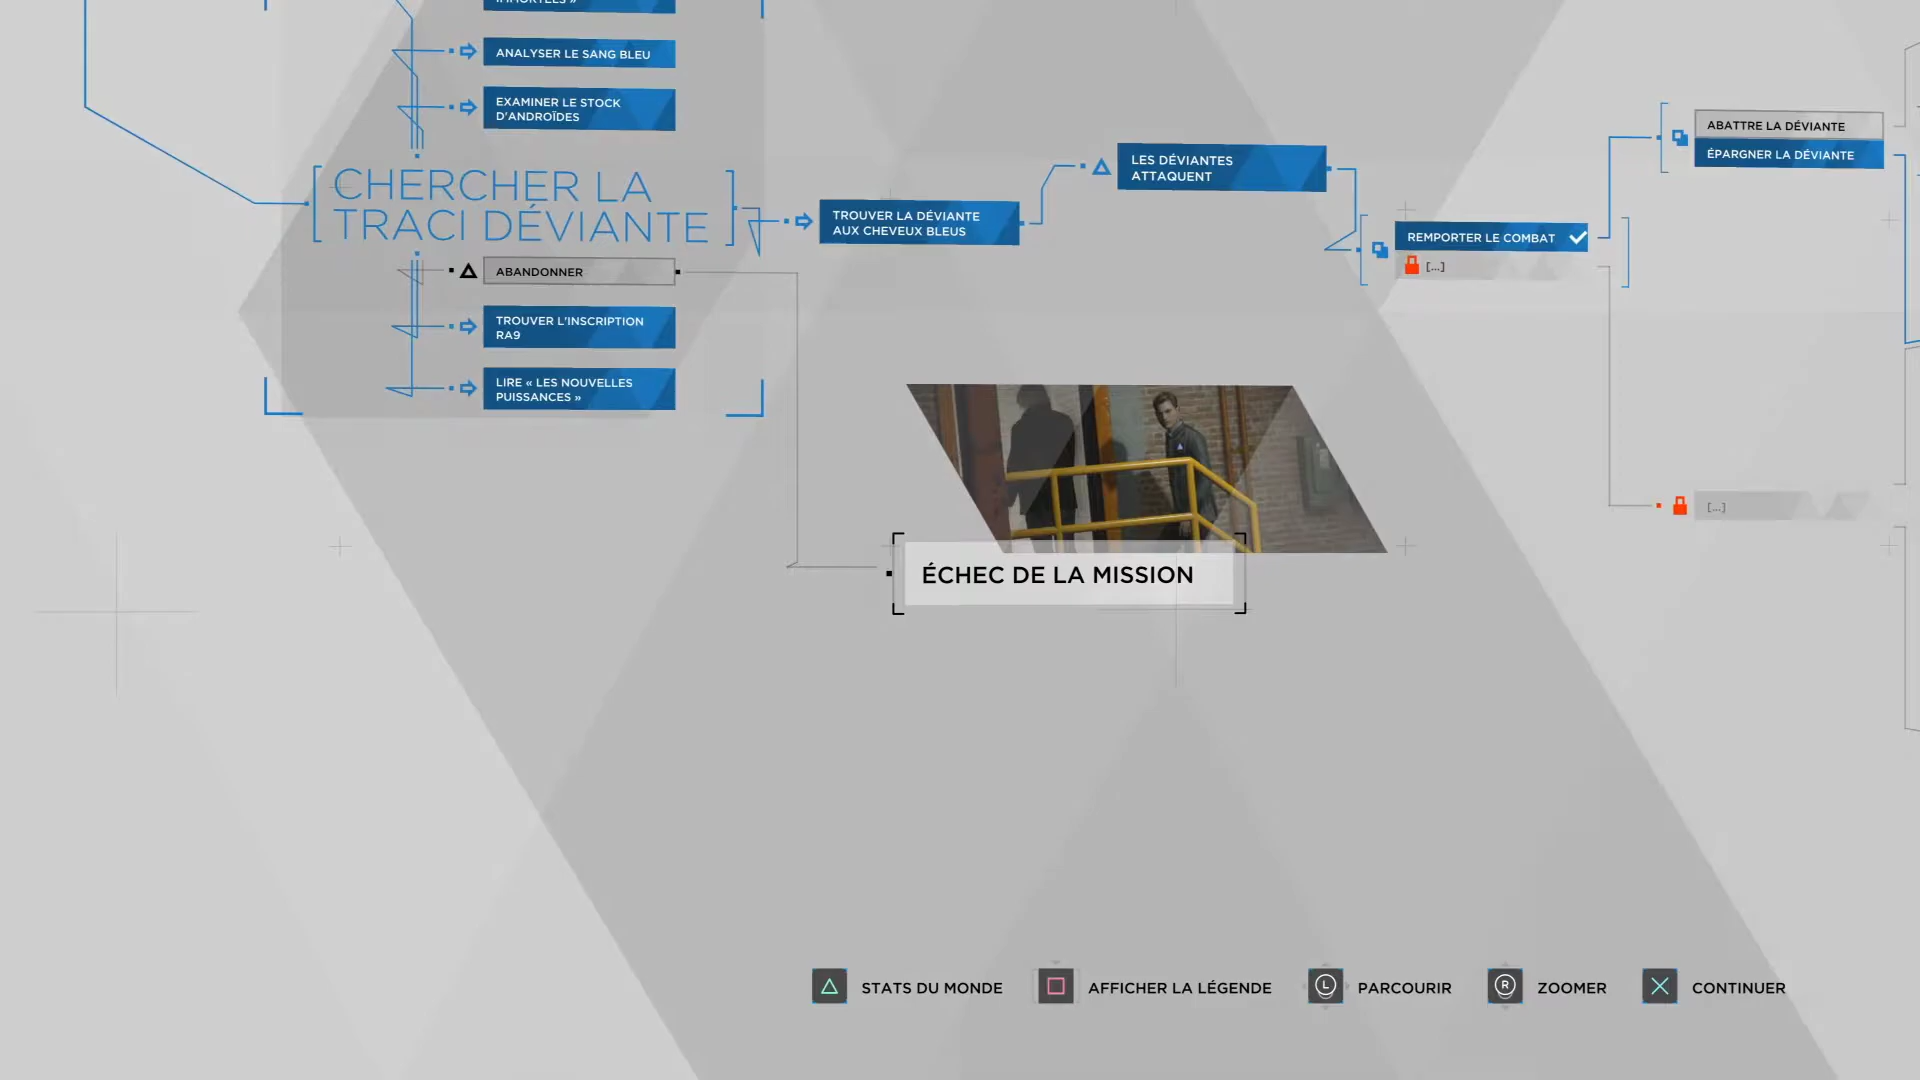 IMMORTELS »
ANALYSER LE SANG BLEU
EXAMINER LE STOCK
D'ANDROÏDES
CHERCHER LA
TRACI DÉVIANTE
ABANDONNER
TROUVER L'INSCRIPTION
RA9
LIRE « LES NOUVELLES
PUISSANCES »
TROUVER LA DÉVIANTE
AUX CHEVEUX BLEUS
LES DÉVIANTES
ATTAQUENT
REMPORTER LE COMBAT
[...]
ABATTRE LA DÉVIANTE
ÉPARGNER LA DÉVIANTE
[...]
ÉCHEC DE LA MISSION
STATS DU MONDE
AFFICHER LA LÉGENDE
L
PARCOURIR
R
ZOOMER
CONTINUER